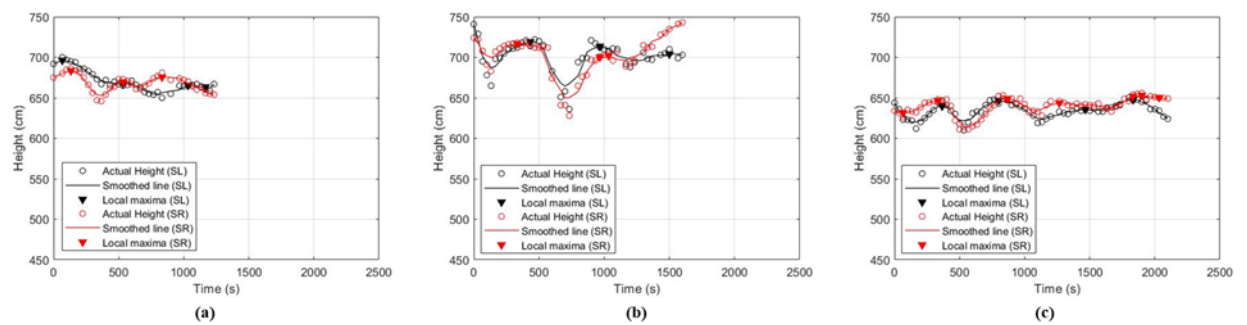 750
700
650
600
550
500
450
Height (cm)
Actual Height (SL)
Smoothed line (SL)
Local maxima (SL)
Actual Height (SR)
Smoothed line (SR)
Local maxima (SR)
0 500 1000 1500 2000 2500
Time (s)
(a)
750
700
650
600
550
500
450
Height (cm)
Actual Height (SL)
Smoothed line (SL)
Local maxima (SL)
Actual Height (SR)
Smoothed line (SR)
Local maxima (SR)
0 500 1000 1500 2000 2500
Time (s)
(b)
750
700
650
600
550
500
450
Height (cm)
Actual Height (SL)
Smoothed line (SL)
Local maxima (SL)
Actual Height (SR)
Smoothed line (SR)
Local maxima (SR)
0 500 1000 1500 2000 2500
Time (s)
(c)